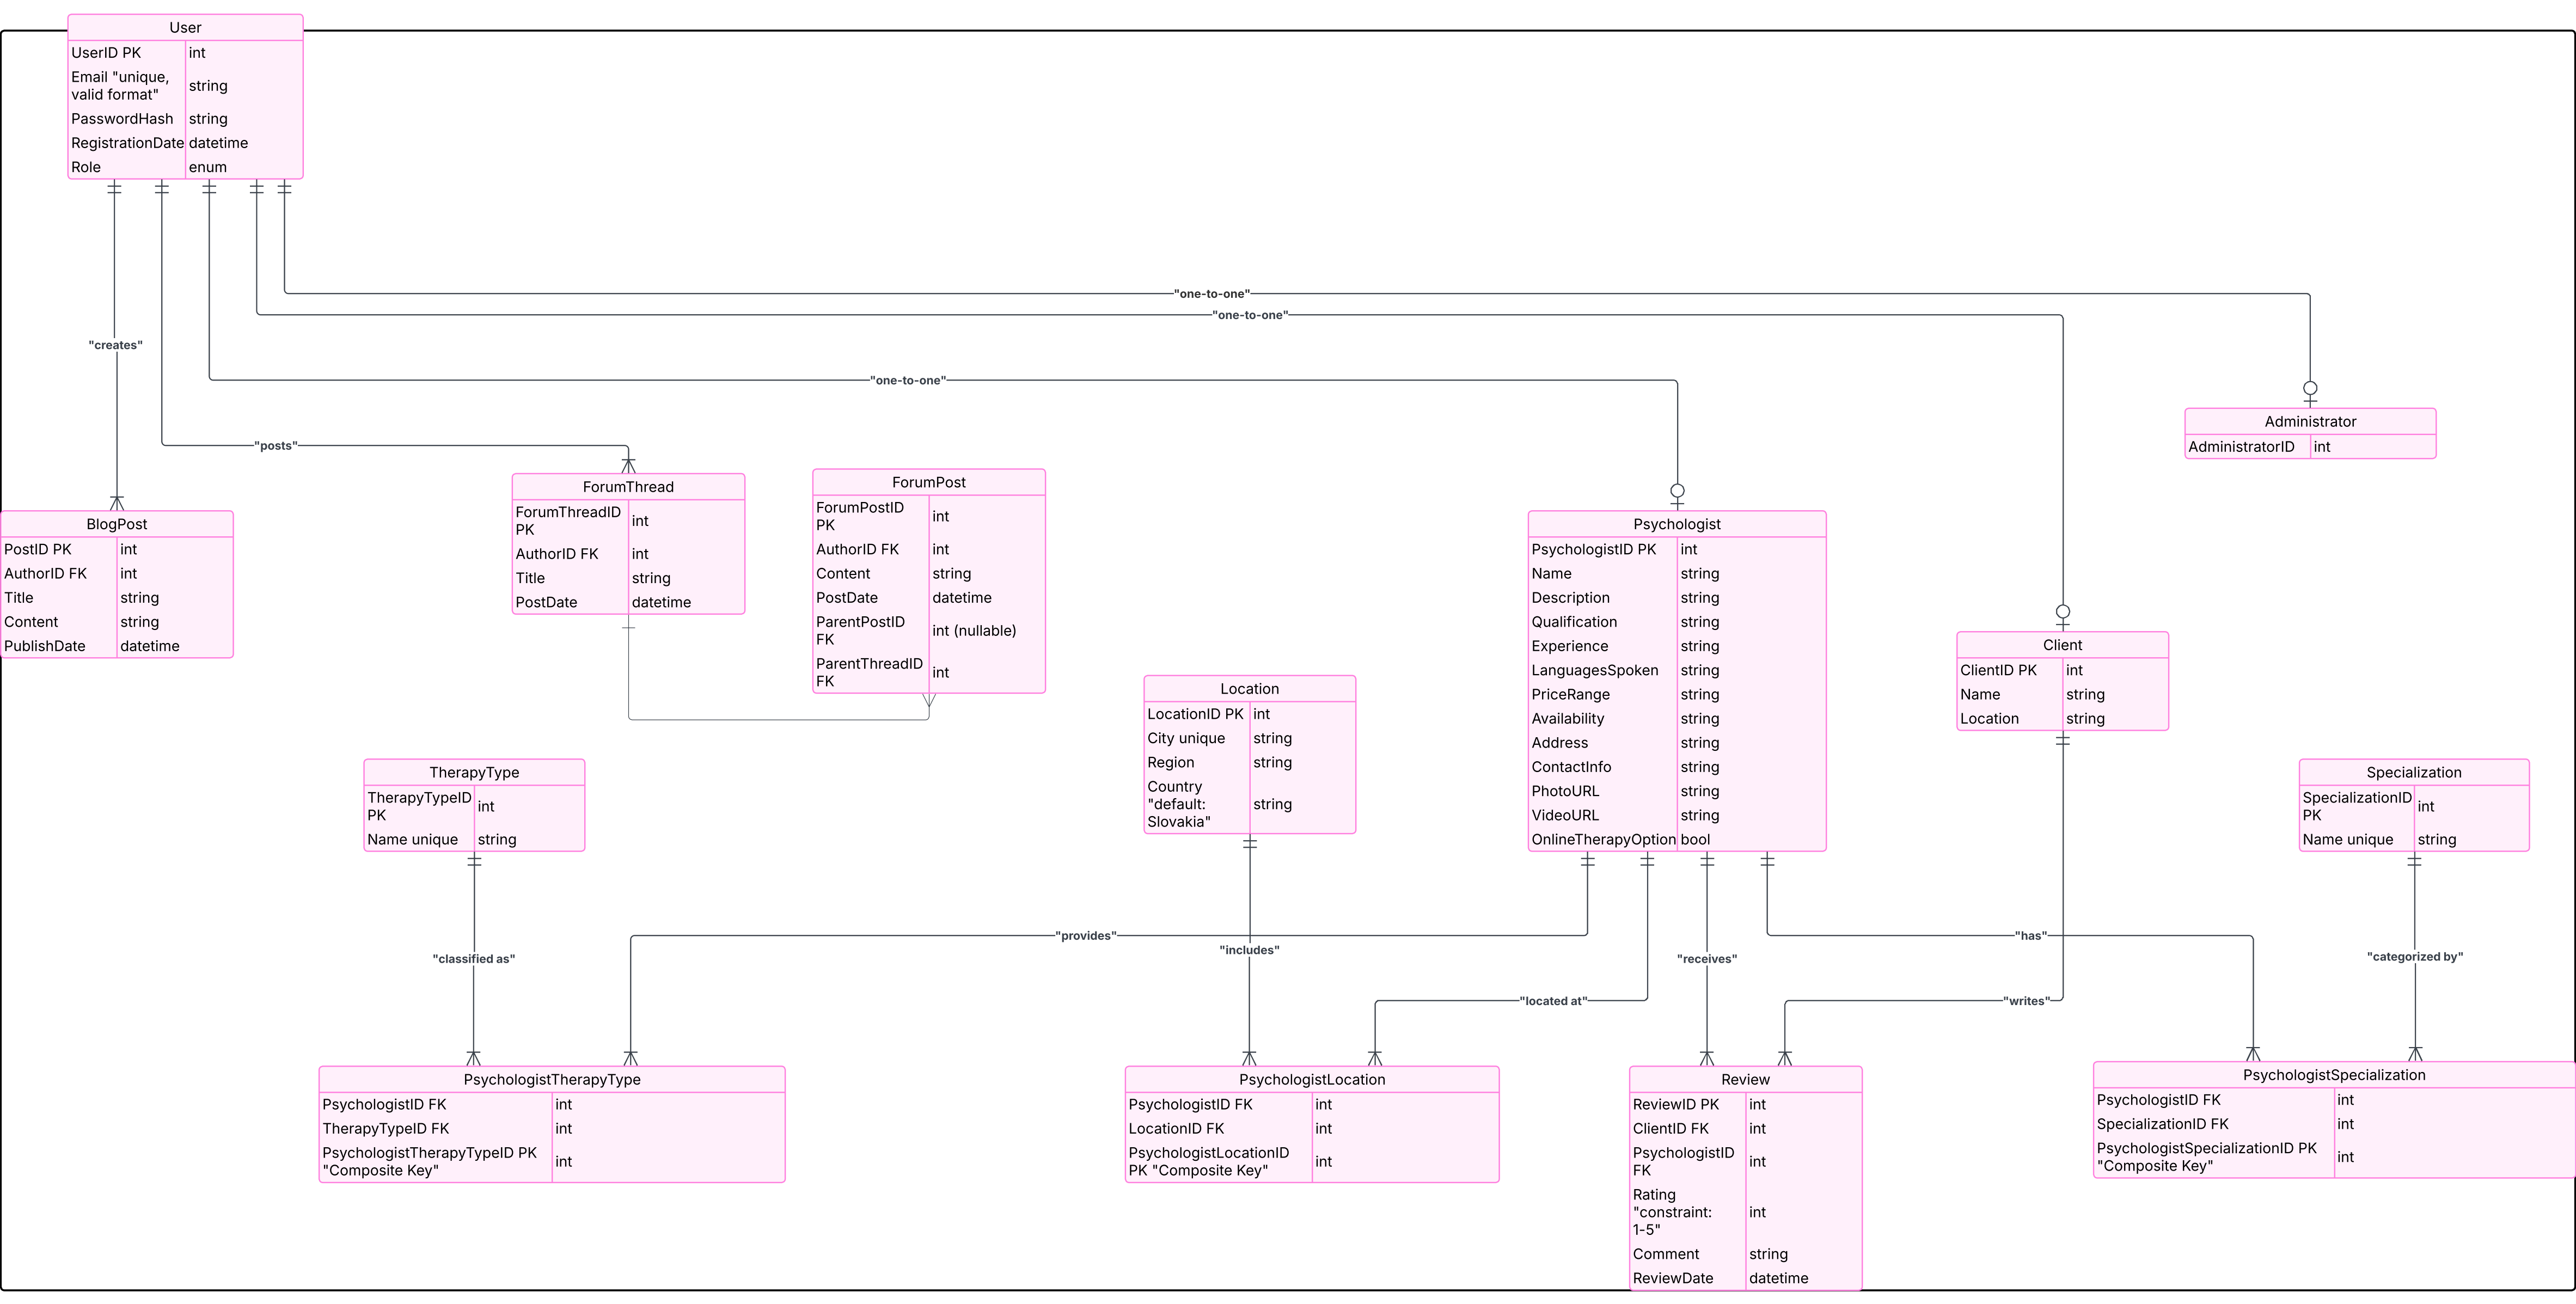 User
UserID PK int
Email "unique,
valid format" string
PasswordHash string
RegistrationDate datetime
Role enum
"one-to-one"
"one-to-one"
"creates"
"one-to-one"
"posts"
Administrator
AdministratorID int
ForumThread
ForumThreadID
PK int
AuthorID FK int
Title string
PostDate datetime
ForumPost
ForumPostID
PK int
AuthorID FK int
Content string
PostDate datetime
ParentPostID
FK int (nullable)
ParentThreadID
FK int
BlogPost
PostID PK int
AuthorID FK int
Title string
Content string
PublishDate datetime
Psychologist
PsychologistID PK int
Name string
Description string
Qualification string
Experience string
LanguagesSpoken string
PriceRange string
Availability string
Address string
ContactInfo string
PhotoURL string
VideoURL string
OnlineTherapyOption bool
Client
ClientID PK int
Name string
Location string
Location
LocationID PK int
City unique string
Region string
Country
"default:
Slovakia" string
TherapyType
TherapyTypeID
PK int
Name unique string
Specialization
SpecializationID
PK int
Name unique string
"provides"
"has"
"includes"
"classified as"
"receives"
"categorized by"
"located at"
"writes"
PsychologistTherapyType
PsychologistID FK int
TherapyTypeID FK int
PsychologistTherapyTypeID PK
"Composite Key" int
PsychologistLocation
PsychologistID FK int
LocationID FK int
PsychologistLocationID
PK "Composite Key" int
Review
ReviewID PK int
ClientID FK int
PsychologistID
FK int
Rating
"constraint:
1-5" int
Comment string
ReviewDate datetime
PsychologistSpecialization
PsychologistID FK int
SpecializationID FK int
PsychologistSpecializationID PK
"Composite Key" int